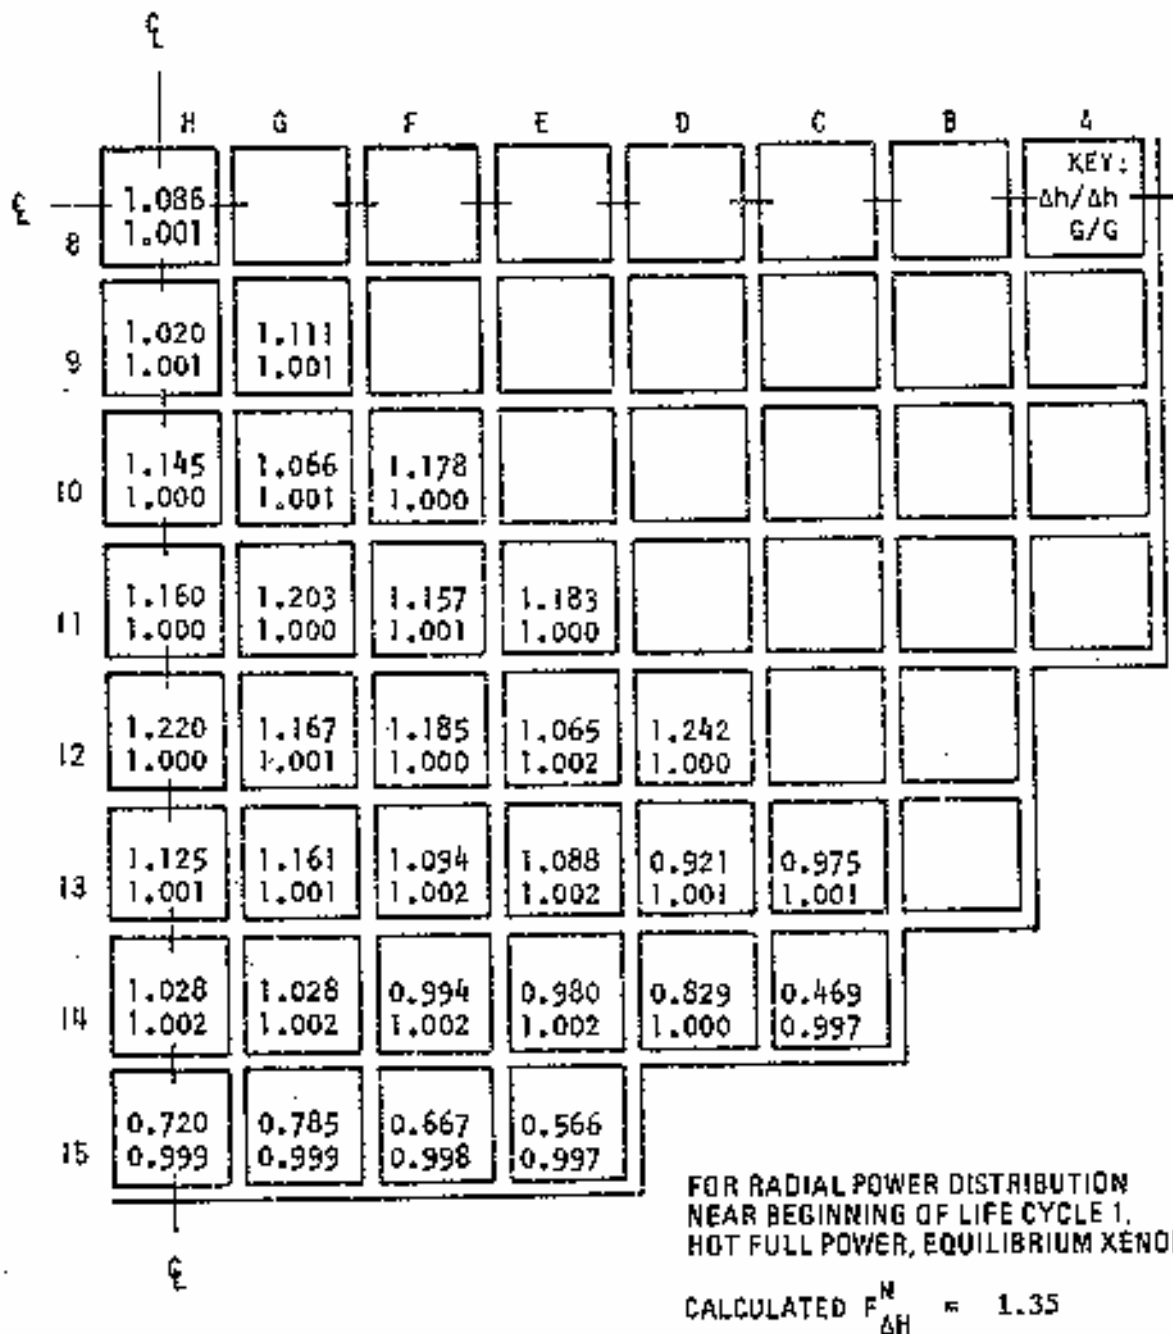 ℄
H G F E D C B A
KEY:
℄ 1.086 Δh/Δh
8 1.001 G/G
1.020 1.111
9 1.001 1.001
1.145 1.066 1.178
10 1.000 1.001 1.000
1.160 1.203 1.157 1.183
11 1.000 1.000 1.001 1.000
1.220 1.167 1.185 1.065 1.242
12 1.000 1.001 1.000 1.002 1.000
1.125 1.161 1.094 1.088 0.921 0.975
13 1.001 1.001 1.002 1.002 1.001 1.001
1.028 1.028 0.994 0.980 0.829 0.469
14 1.002 1.002 1.002 1.002 1.000 0.997
0.720 0.785 0.667 0.566
15 0.999 0.999 0.998 0.997
℄
FOR RADIAL POWER DISTRIBUTION
NEAR BEGINNING OF LIFE CYCLE 1,
HOT FULL POWER, EQUILIBRIUM XENO
CALCULATED F^N_ΔH = 1.35